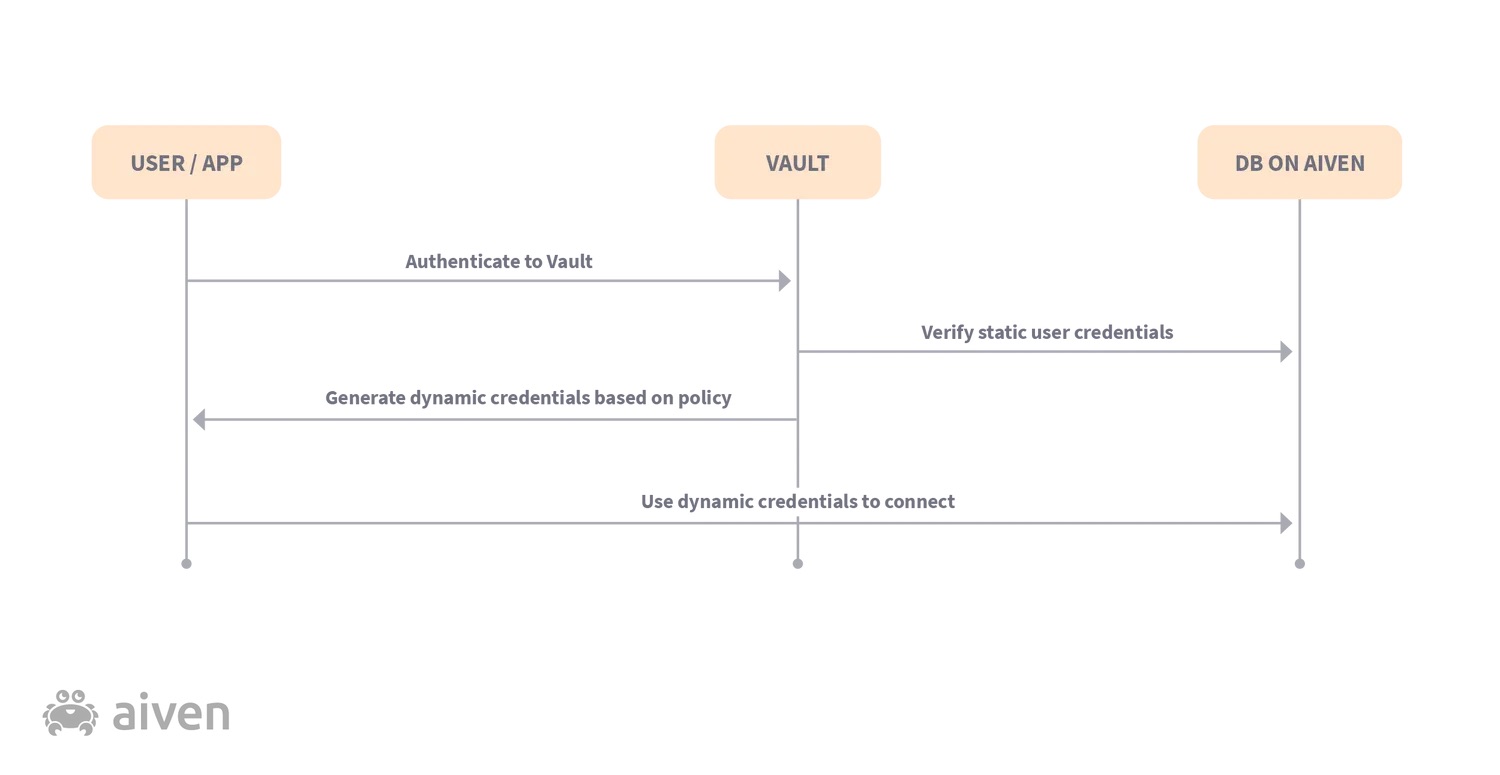 USER / APP
VAULT
DB ON AIVEN
Authenticate to Vault
Verify static user credentials
Generate dynamic credentials based on policy
Use dynamic credentials to connect
aiven